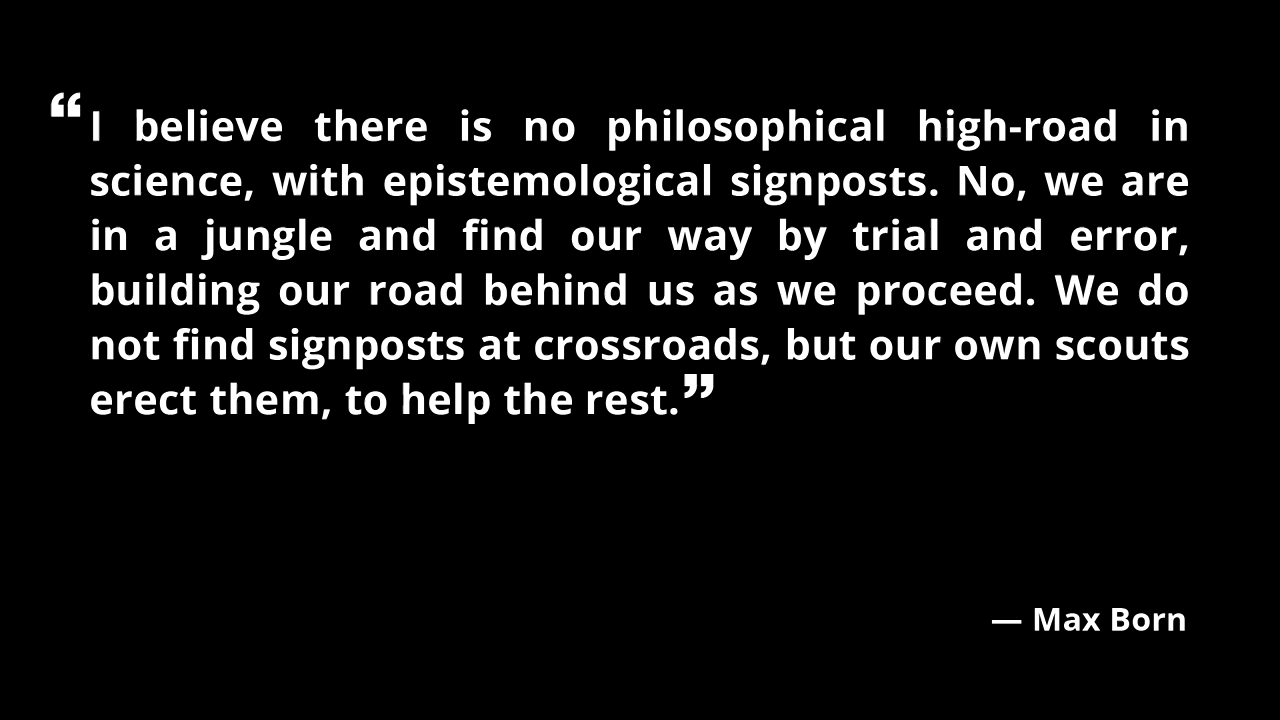 “I believe there is no philosophical high-road in
science, with epistemological signposts. No, we are
in a jungle and find our way by trial and error,
building our road behind us as we proceed. We do
not find signposts at crossroads, but our own scouts
erect them, to help the rest.”
— Max Born